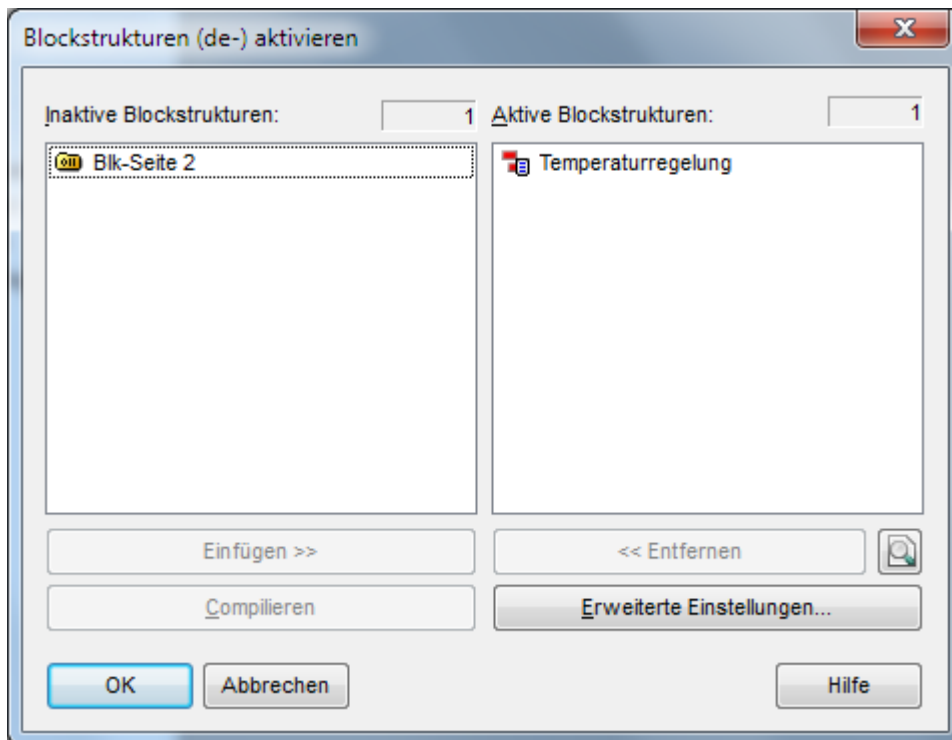 Blockstrukturen (de-) aktivieren
Inaktive Blockstrukturen: 1 Aktive Blockstrukturen: 1
Blk-Seite 2
Temperaturregelung
Einfügen >> << Entfernen
Compilieren Erweiterte Einstellungen...
OK Abbrechen Hilfe